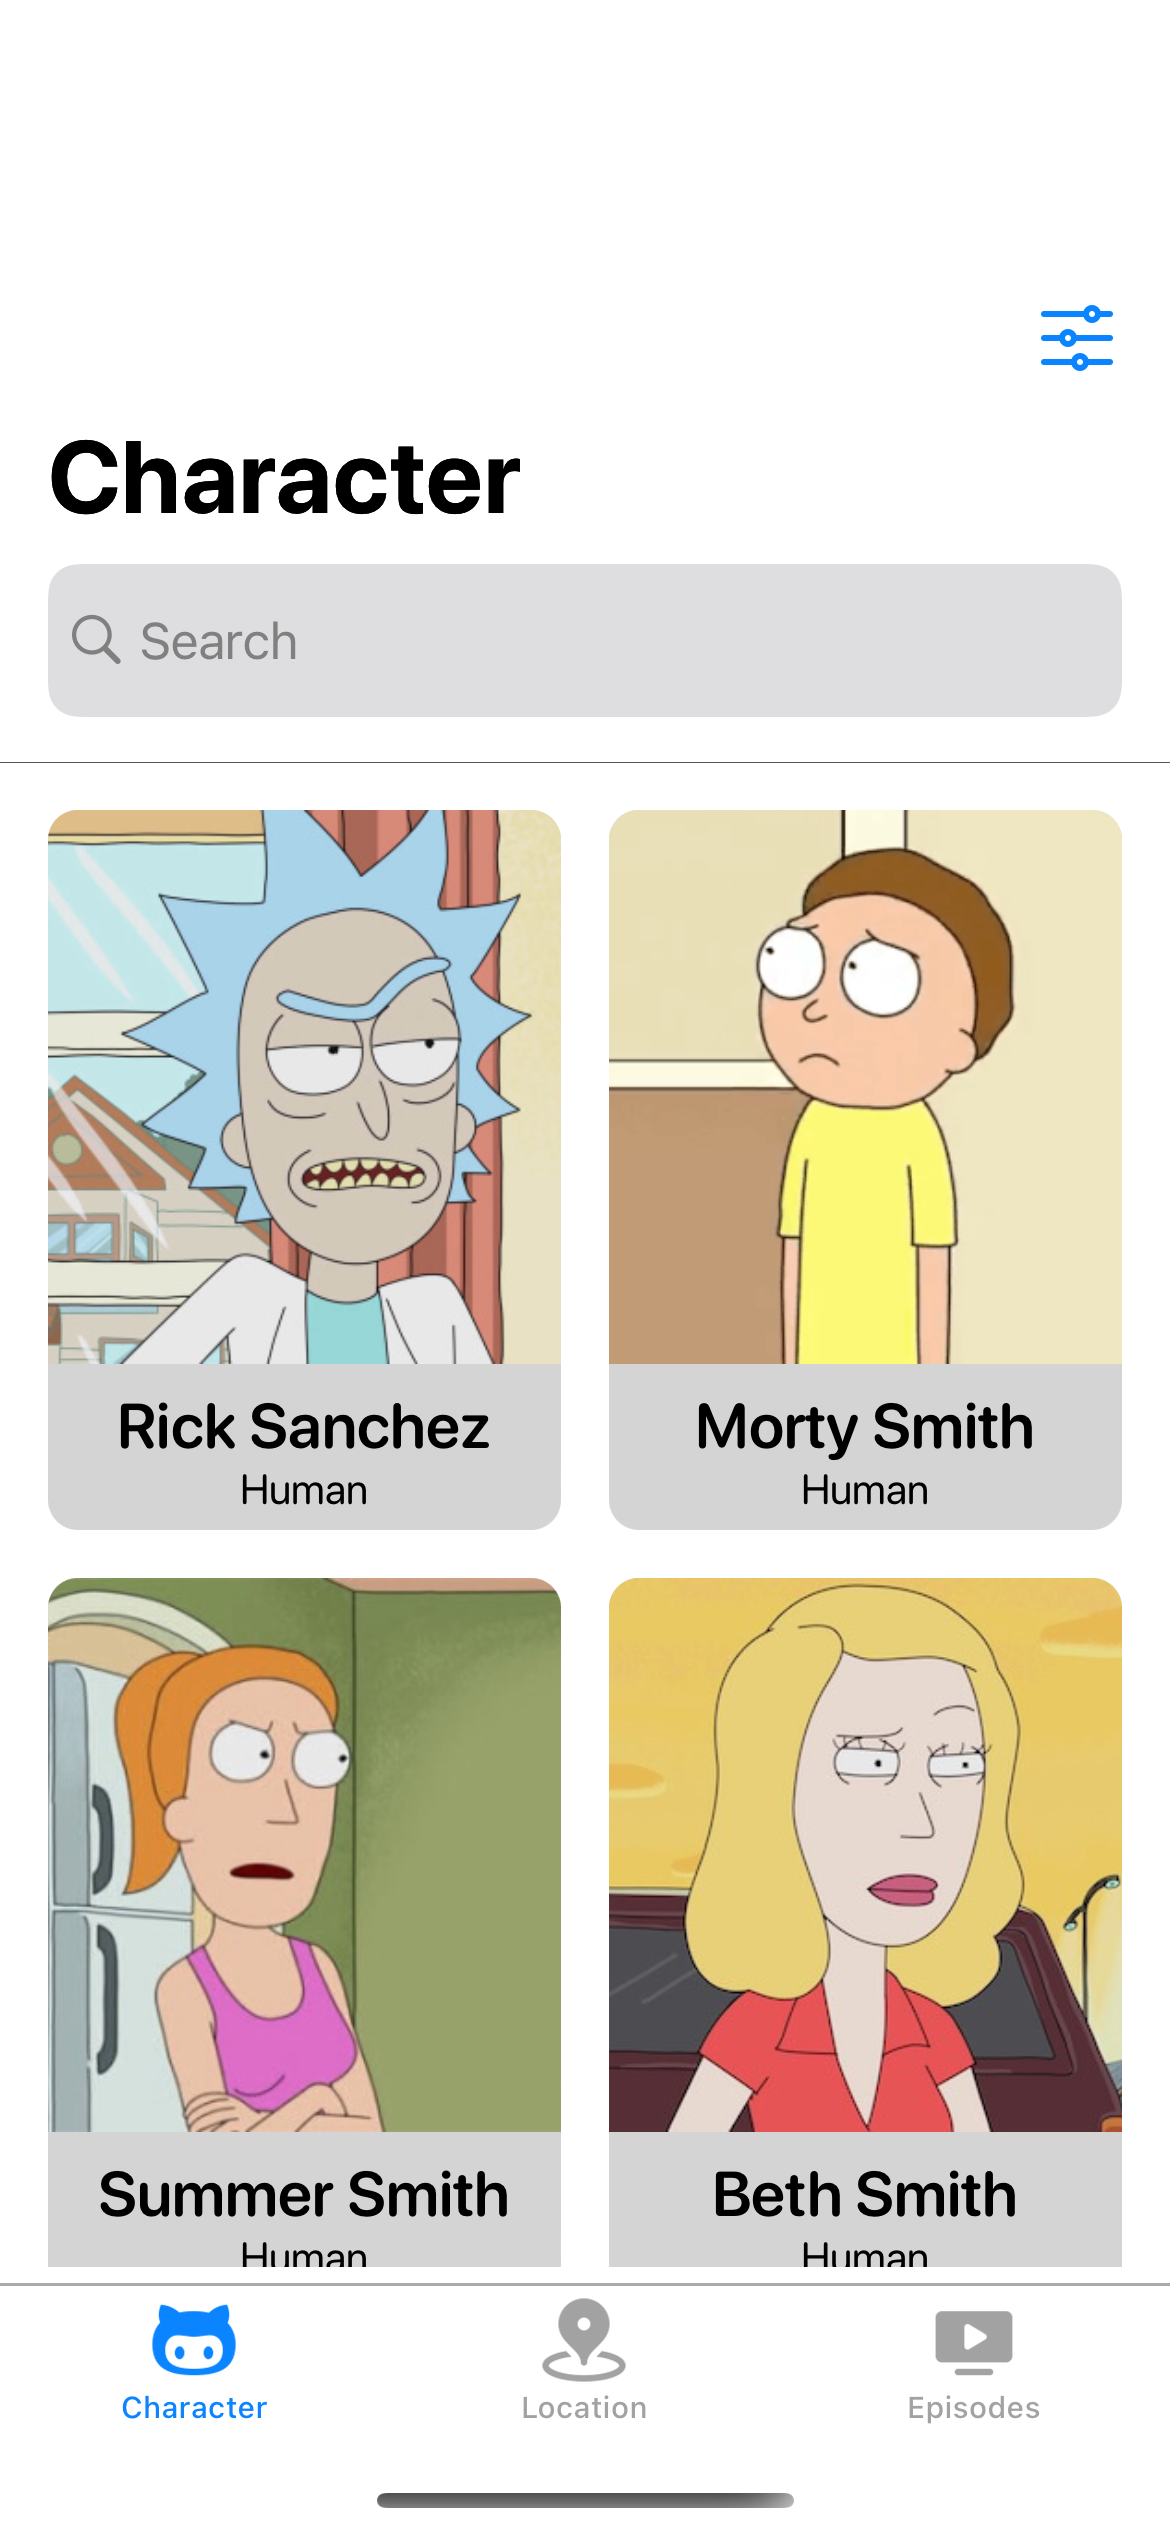 Character
Search
Rick Sanchez
Human
Morty Smith
Human
Summer Smith
Human
Beth Smith
Human
Character
Location
Episodes